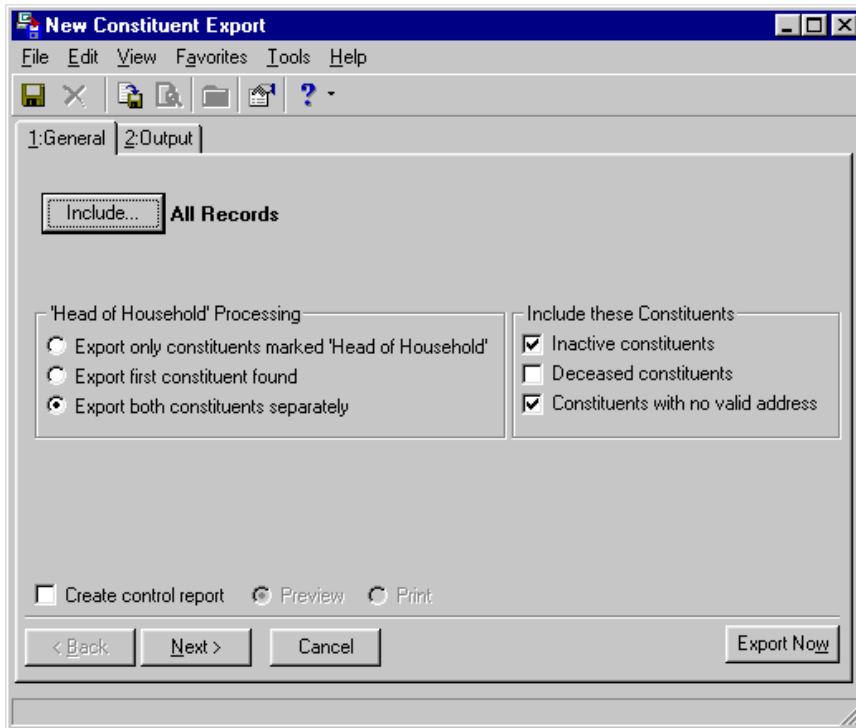 New Constituent Export
File Edit View Favorites Tools Help
?
1:General 2:Output
Include... All Records
'Head of Household' Processing
Export only constituents marked 'Head of Household'
Export first constituent found
Export both constituents separately
Include these Constituents
Inactive constituents
Deceased constituents
Constituents with no valid address
Create control report Preview Print
< Back Next > Cancel Export Now